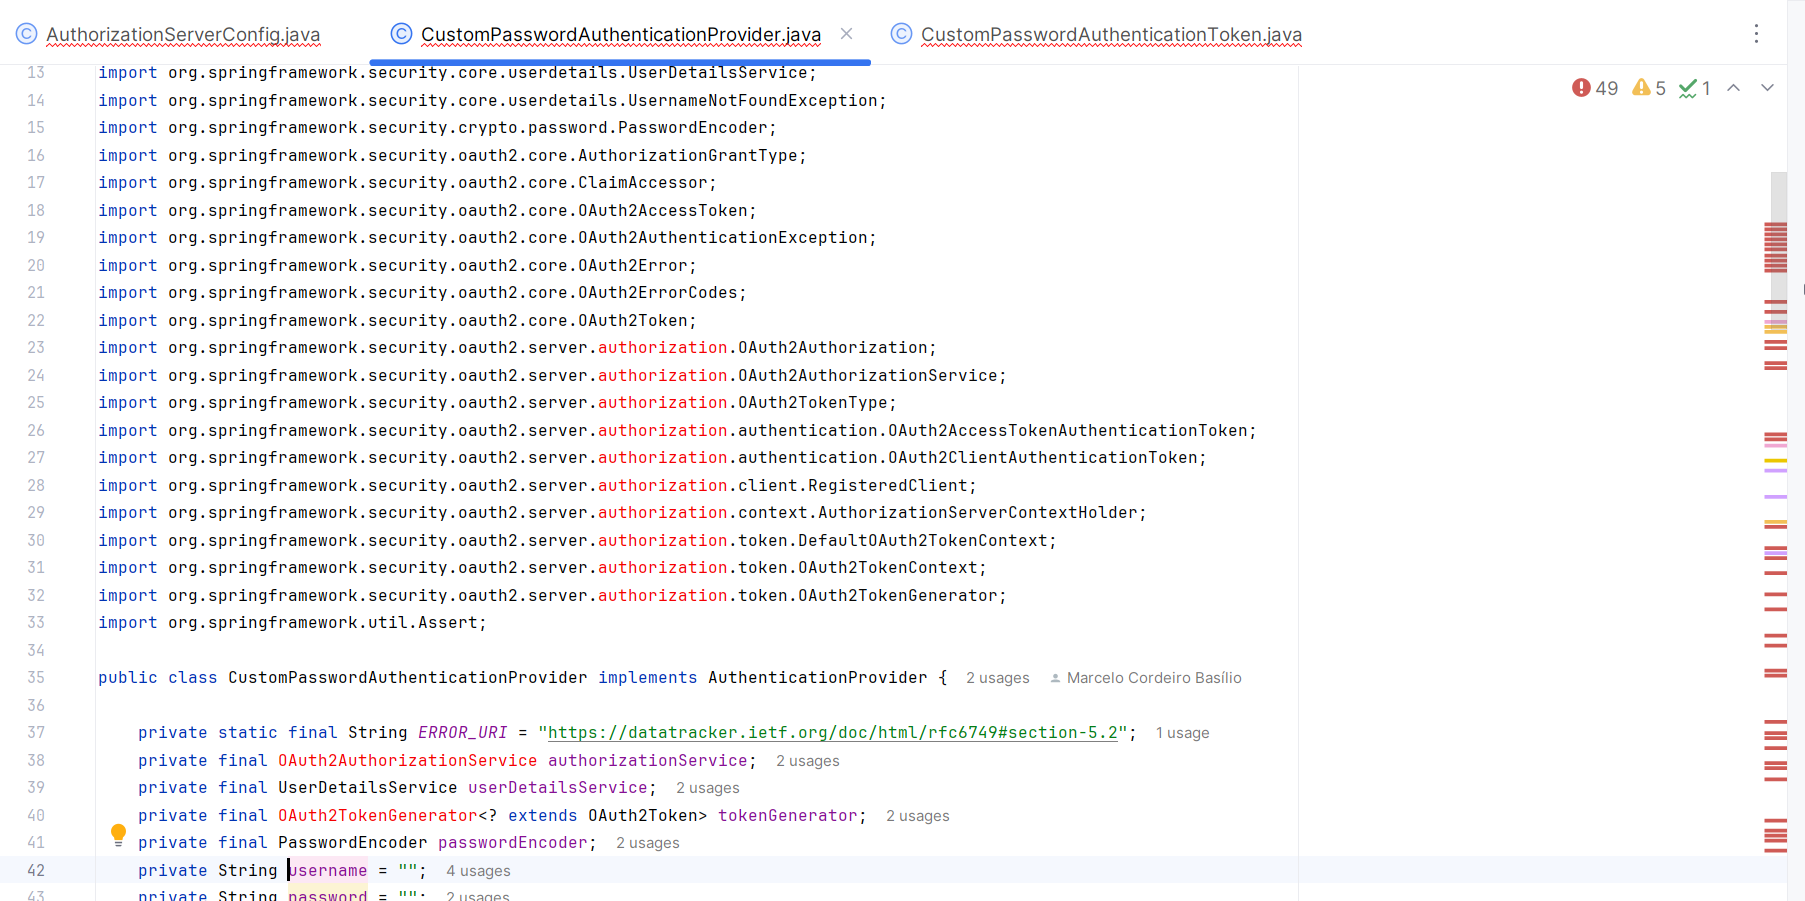 AuthorizationServerConfig.java CustomPasswordAuthenticationProvider.java CustomPasswordAuthenticationToken.java
49 5 1
13 import org.springframework.security.core.userdetails.UserDetailsService;
14 import org.springframework.security.core.userdetails.UsernameNotFoundException;
15 import org.springframework.security.crypto.password.PasswordEncoder;
16 import org.springframework.security.oauth2.core.AuthorizationGrantType;
17 import org.springframework.security.oauth2.core.ClaimAccessor;
18 import org.springframework.security.oauth2.core.OAuth2AccessToken;
19 import org.springframework.security.oauth2.core.OAuth2AuthenticationException;
20 import org.springframework.security.oauth2.core.OAuth2Error;
21 import org.springframework.security.oauth2.core.OAuth2ErrorCodes;
22 import org.springframework.security.oauth2.core.OAuth2Token;
23 import org.springframework.security.oauth2.server.authorization.OAuth2Authorization;
24 import org.springframework.security.oauth2.server.authorization.OAuth2AuthorizationService;
25 import org.springframework.security.oauth2.server.authorization.OAuth2TokenType;
26 import org.springframework.security.oauth2.server.authorization.authentication.OAuth2AccessTokenAuthenticationToken;
27 import org.springframework.security.oauth2.server.authorization.authentication.OAuth2ClientAuthenticationToken;
28 import org.springframework.security.oauth2.server.authorization.client.RegisteredClient;
29 import org.springframework.security.oauth2.server.authorization.context.AuthorizationServerContextHolder;
30 import org.springframework.security.oauth2.server.authorization.token.DefaultOAuth2TokenContext;
31 import org.springframework.security.oauth2.server.authorization.token.OAuth2TokenContext;
32 import org.springframework.security.oauth2.server.authorization.token.OAuth2TokenGenerator;
33 import org.springframework.util.Assert;
34
35 public class CustomPasswordAuthenticationProvider implements AuthenticationProvider { 2 usages Marcelo Cordeiro Basílio
36
37 private static final String ERROR_URI = "https://datatracker.ietf.org/doc/html/rfc6749#section-5.2"; 1 usage
38 private final OAuth2AuthorizationService authorizationService; 2 usages
39 private final UserDetailsService userDetailsService; 2 usages
40 private final OAuth2TokenGenerator<? extends OAuth2Token> tokenGenerator; 2 usages
41 private final PasswordEncoder passwordEncoder; 2 usages
42 private String username = ""; 4 usages
43 private String password = ""; 2 usages